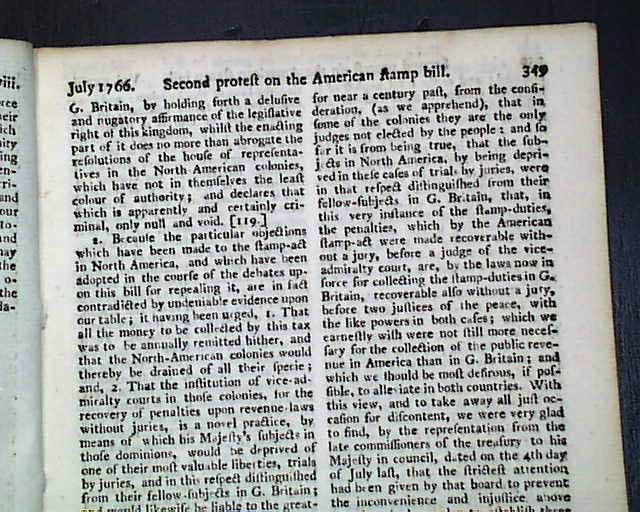 July 1766. Second proteſt on the American ſtamp bill. 349
G. Britain, by holding forth a deluſive
and nugatory affirmance of the legiſlative
right of this kingdom, whilſt the enacting
part of it does no more than abrogate the
reſolutions of the houſe of repreſenta-
tives in the North-American colonies,
which have not in themſelves the leaſt
colour of authority; and declares that
which is apparently and certainly cri-
minal, only null and void. [119.]
2. Becauſe the particular objections
which have been made to the ſtamp-act
in North America, and which have been
adopted in the courſe of the debates up-
on this bill for repealing it, are in fact
contradicted by undeniable evidence upon
our table; it having been urged, 1. That
all the money to be collected by this tax
was to be annually remitted hither, and
that the North-American colonies would
thereby be drained of all their ſpecie;
and, 2. That the inſtitution of vice-ad-
miralty courts in thoſe colonies, for the
recovery of penalties upon revenue-laws
without juries, is a novel practice, by
means of which his Majeſty's ſubjects in
thoſe dominions, would be deprived of
one of their moſt valuable liberties, trials
by juries, and in this reſpect diſtinguiſhed
from their fellow-ſubjects in G. Britain;
and would likewiſe be liable to the great-
for near a century paſt, from the conſi-
deration, (as we apprehend), that in
ſome of the colonies they are the only
judges not elected by the people: and ſo
far it is from being true, that the ſub-
jects in North America, by being depri-
ved in theſe caſes of trials by juries, were
in that reſpect diſtinguiſhed from their
fellow-ſubjects in G. Britain, that, in
this very inſtance of the ſtamp-duties,
the penalties, which by the American
ſtamp-act were made recoverable with-
out a jury, before a judge of the vice-
admiralty court, are, by the laws now in
force for collecting the ſtamp-duties in G.
Britain, recoverable alſo without a jury,
before two juſtices of the peace, with
the like powers in both caſes; which we
earneſtly wiſh were not ſtill more neceſ-
ſary for the collection of the public reve-
nue in America than in G. Britain; and
which we ſhould be moſt deſirous, if poſ-
ſible, to alleviate in both countries. With
this view, and to take away all juſt oc-
caſion for diſcontent, we were very glad
to find, by the repreſentation from the
late commiſſioners of the treaſury to his
Majeſty in council, dated on the 4th day
of July laſt, that the ſtricteſt attention
had been given by that board to prevent
the inconvenience and injuſtice above